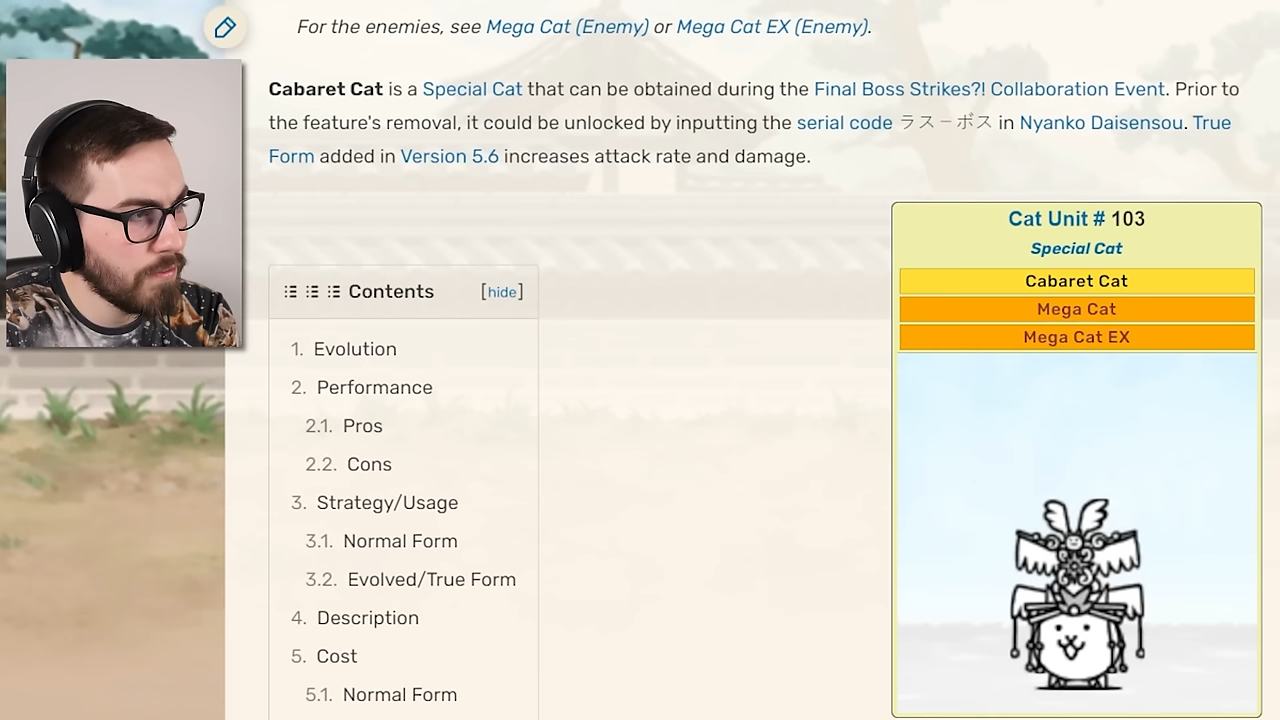 For the enemies, see Mega Cat (Enemy) or Mega Cat EX (Enemy).
Cabaret Cat is a Special Cat that can be obtained during the Final Boss Strikes?! Collaboration Event. Prior to
the feature's removal, it could be unlocked by inputting the serial code ラスーボス in Nyanko Daisensou. True
Form added in Version 5.6 increases attack rate and damage.
Contents [hide]
1. Evolution
2. Performance
2.1. Pros
2.2. Cons
3. Strategy/Usage
3.1. Normal Form
3.2. Evolved/True Form
4. Description
5. Cost
5.1. Normal Form
Cat Unit # 103
Special Cat
Cabaret Cat
Mega Cat
Mega Cat EX